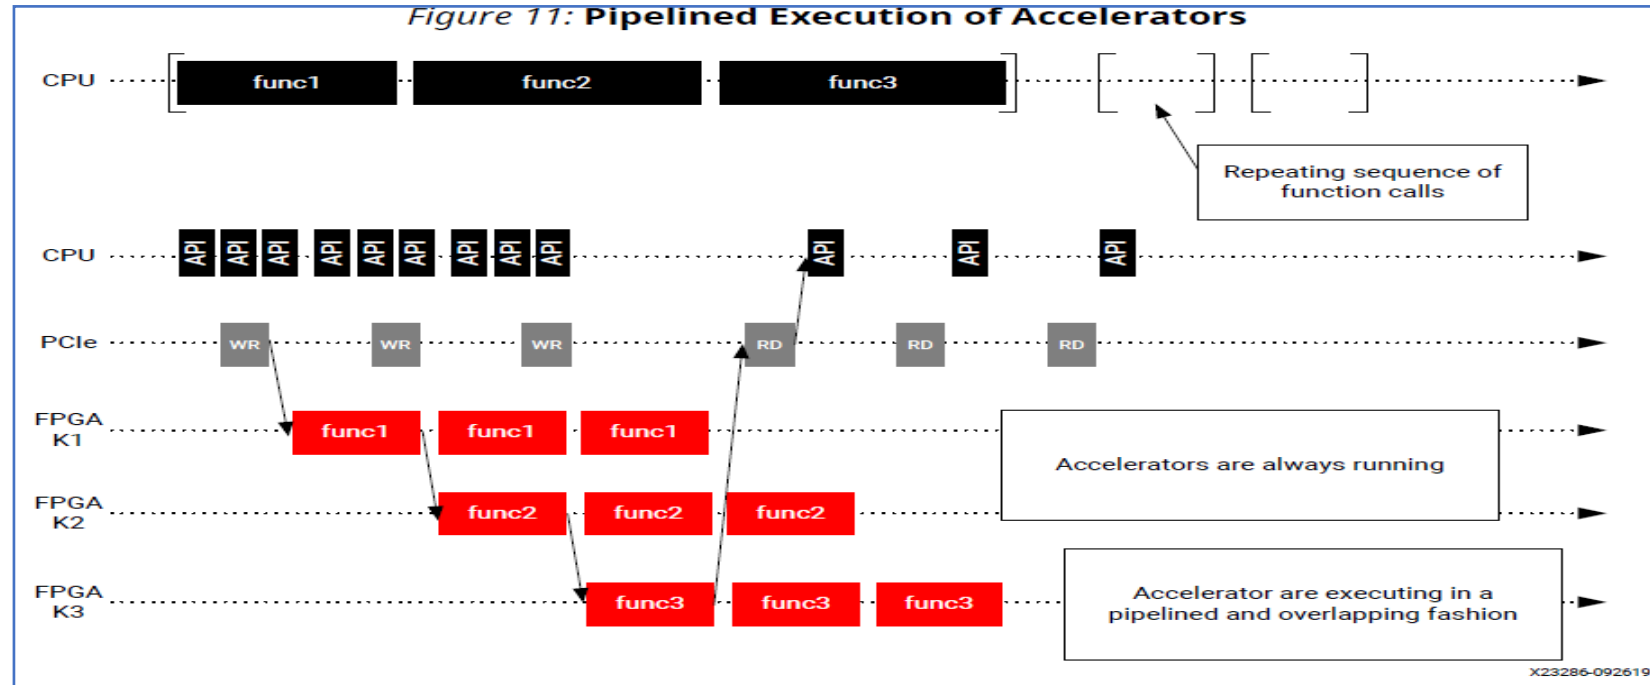 Figure 11: Pipelined Execution of Accelerators
CPU
func1
func2
func3
Repeating sequence of
function calls
CPU
API
API
API
API
API
API
API
API
API
API
API
API
PCIe
WR
WR
WR
RD
RD
RD
FPGA
K1
func1
func1
func1
Accelerators are always running
FPGA
K2
func2
func2
func2
FPGA
K3
func3
func3
func3
Accelerator are executing in a
pipelined and overlapping fashion
X23286-092619